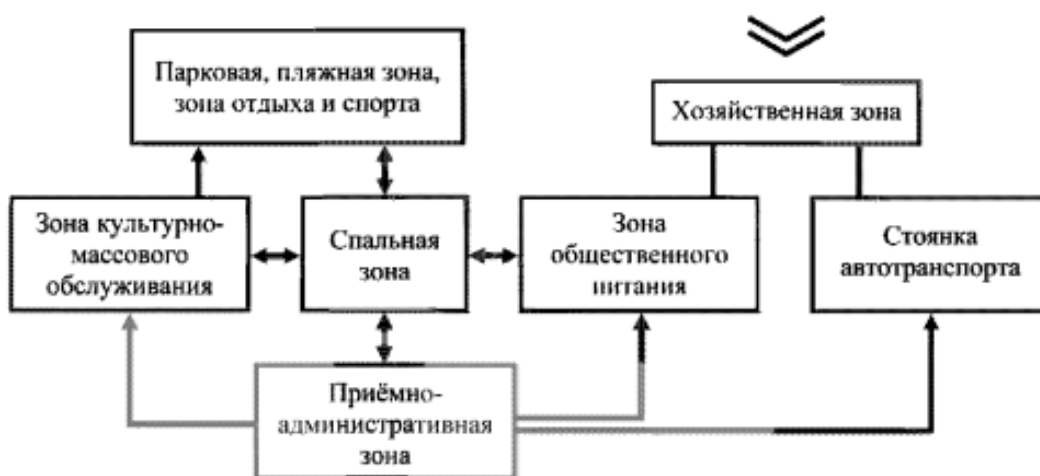 Парковая, пляжная зона,
зона отдыха и спорта
Хозяйственная зона
Зона культурно-
массового
обслуживания
Спальная
зона
Зона
общественного
питания
Стоянка
автотранспорта
Приёмно-
административная
зона